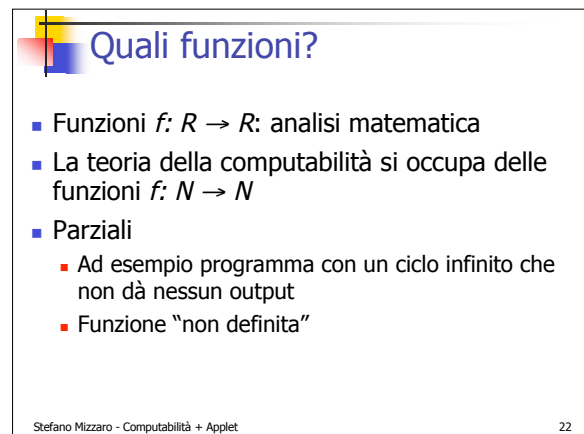 Quali funzioni?
■ Funzioni f: R → R: analisi matematica
■ La teoria della computabilità si occupa delle
funzioni f: N → N
■ Parziali
■ Ad esempio programma con un ciclo infinito che
non dà nessun output
■ Funzione “non definita”
Stefano Mizzaro - Computabilità + Applet
22